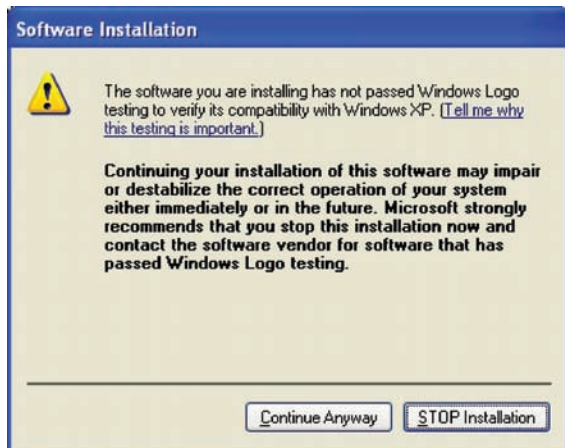 Software Installation
The software you are installing has not passed Windows Logo
testing to verify its compatibility with Windows XP. (Tell me why
this testing is important.)
Continuing your installation of this software may impair
or destabilize the correct operation of your system
either immediately or in the future. Microsoft strongly
recommends that you stop this installation now and
contact the software vendor for software that has
passed Windows Logo testing.
Continue Anyway
STOP Installation